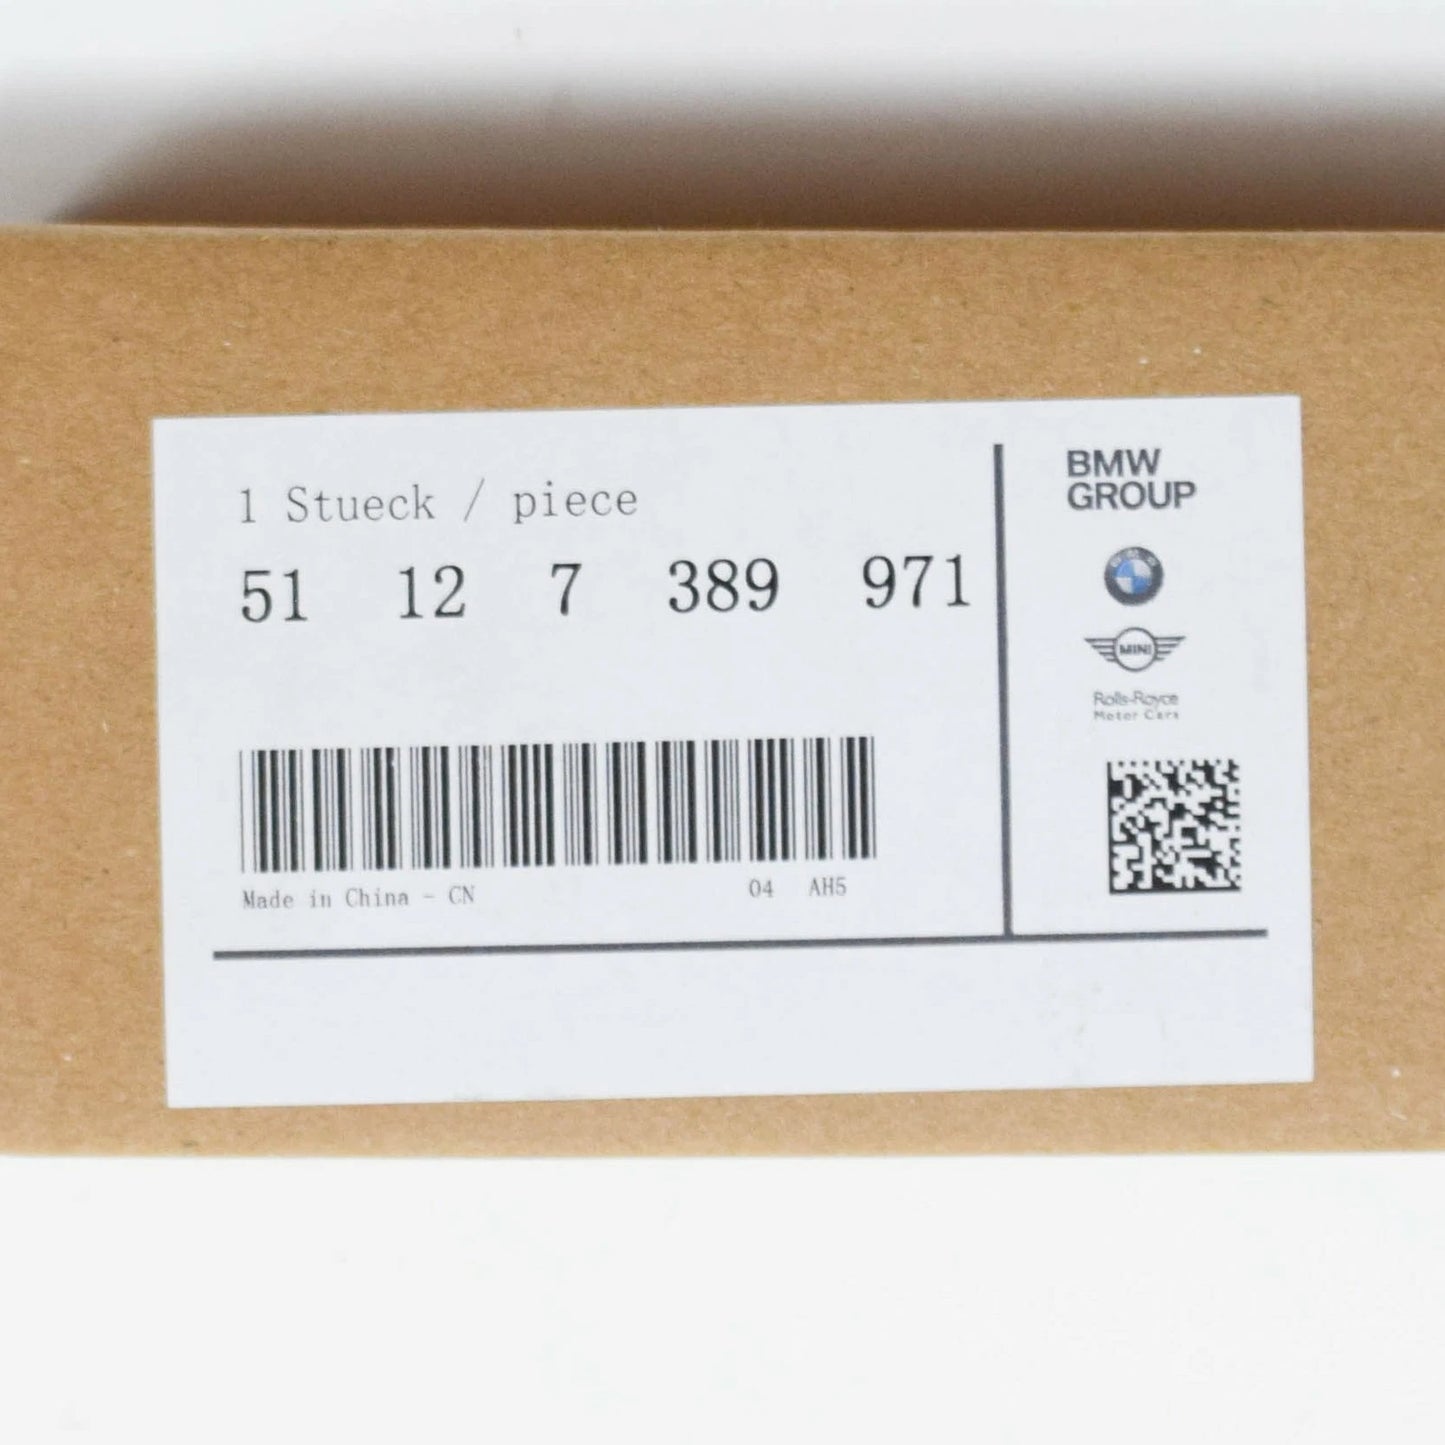 1 Stueck / piece
51 12 7 389 971
Made in China - CN 04 AH5
BMW
GROUP
MINI
Rolls-Royce
Motor Cars